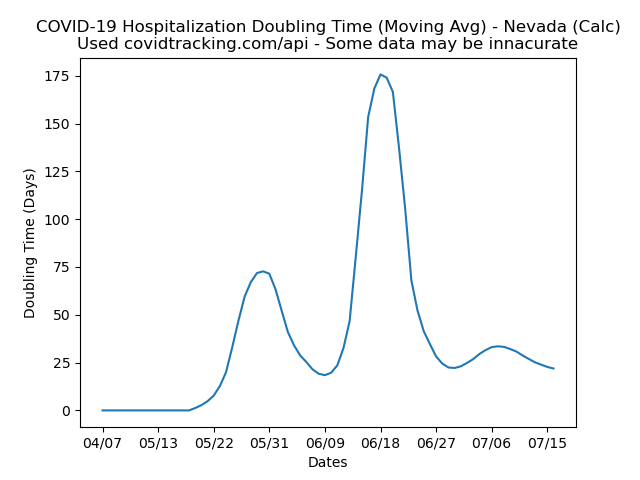 COVID-19 Hospitalization Doubling Time (Moving Avg) - Nevada (Calc)
Used covidtracking.com/api - Some data may be innacurate
175
150
125
100
75
50
25
0
Doubling Time (Days)
04/07 05/13 05/22 05/31 06/09 06/18 06/27 07/06 07/15
Dates